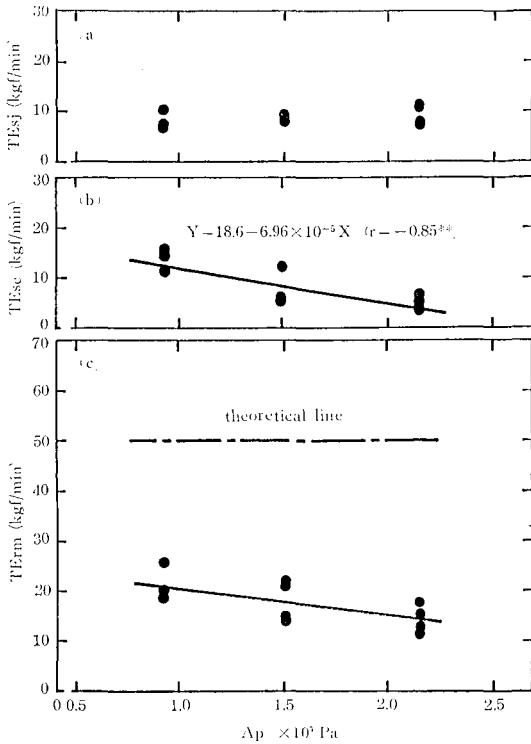 30
(a
20
10
0
TEsj (kgf/min)
30
(b)
Y−18.6−6.96×10⁻⁵X (r−−0.85**)
20
10
0
TEsc (kgf/min)
70
(c)
60
theoretical line
50
40
30
20
10
0
TErm (kgf/min)
0 0.5 1.0 1.5 2.0 2.5
Ap ×10⁵ Pa